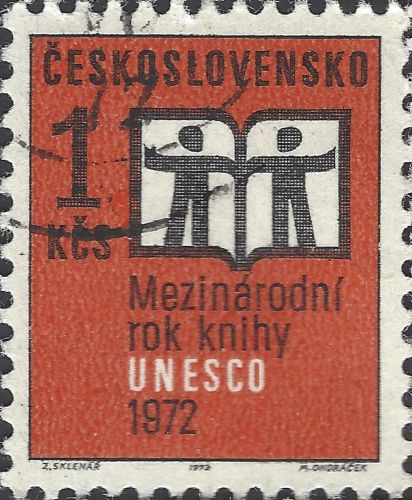 ČESKOSLOVENSKO
1
KČS
Mezinárodní
rok knihy
UNESCO
1972
Z. SKLENÁŘ 1972 M. ONDRÁČEK